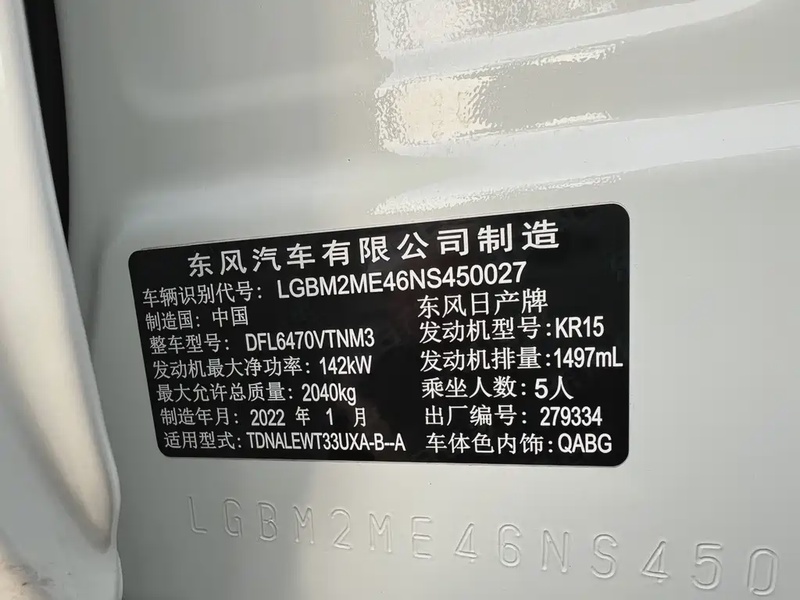 东风汽车有限公司制造
车辆识别代号: LGBM2ME46NS450027
制造国: 中国
东风日产牌
整车型号: DFL6470VTNM3
发动机型号:KR15
发动机最大净功率: 142kW
发动机排量:1497mL
最大允许总质量: 2040kg
乘坐人数: 5人
制造年月: 2022 年 1 月
出厂编号: 279334
适用型式: TDNALEWT33UXA-B--A
车体色内饰:QABG
LGBM2ME46NS450